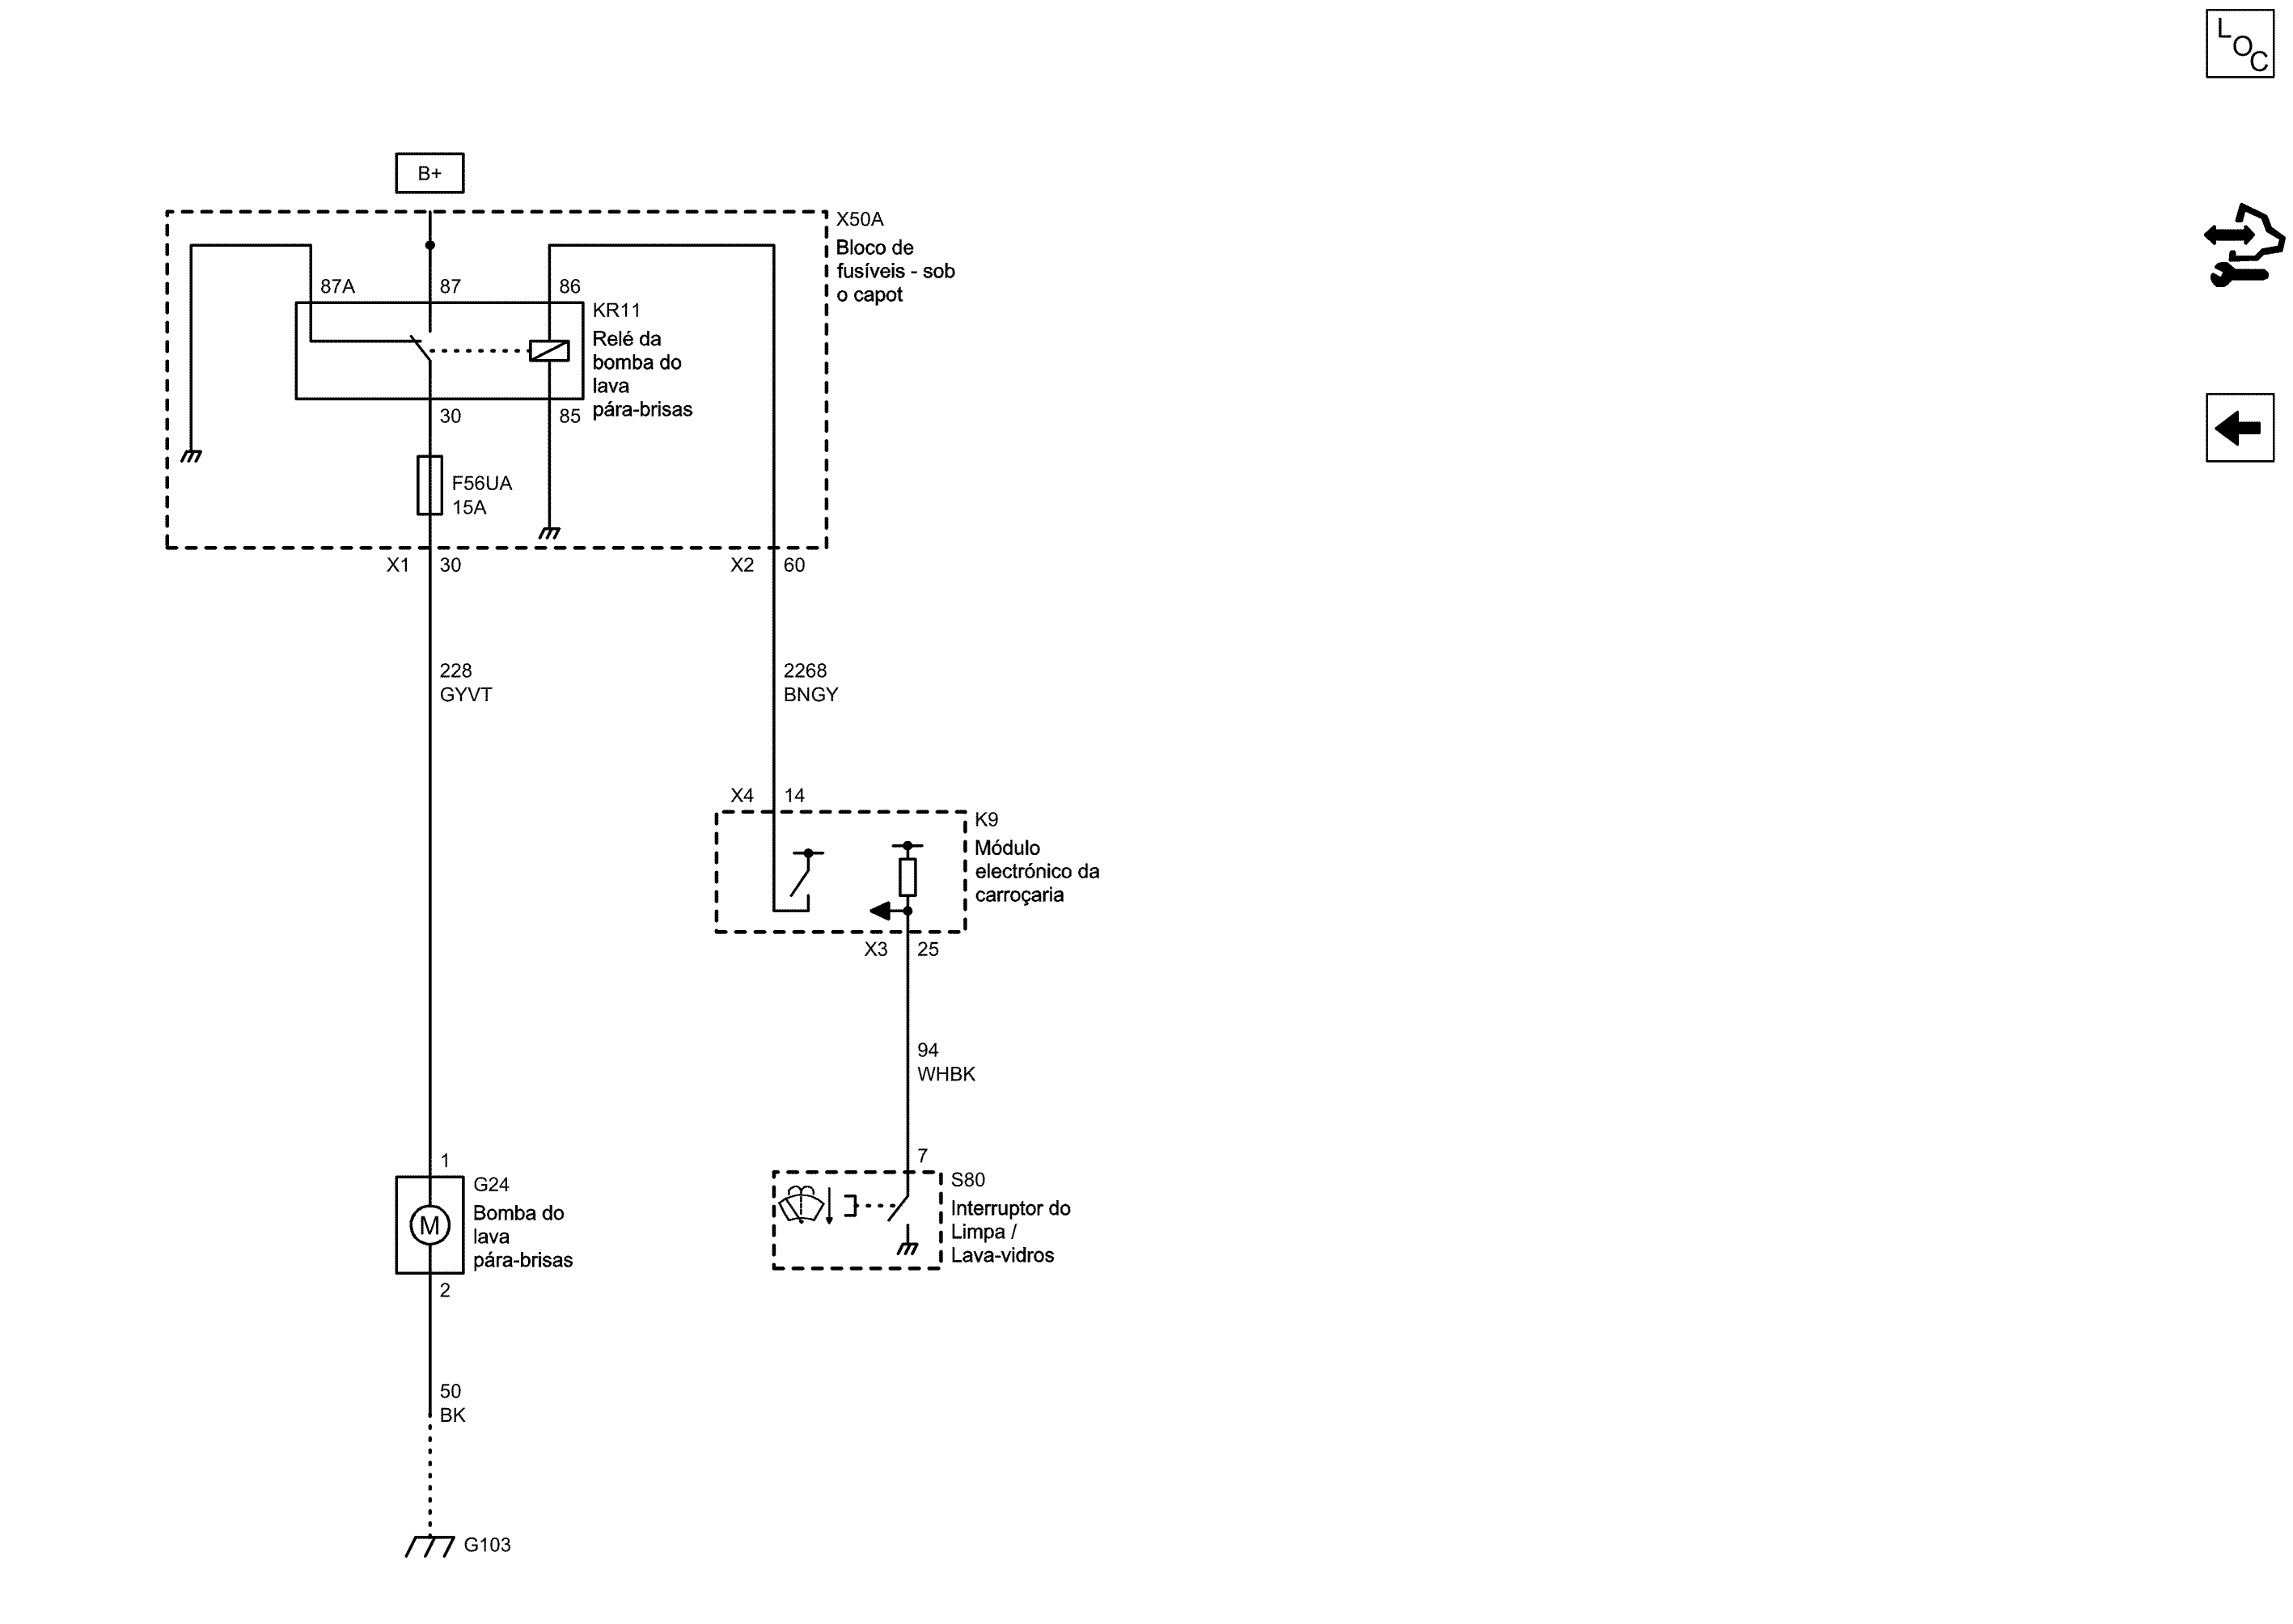 LOC
B+
X50A
Bloco de
fusíveis - sob
o capot
87A
87
86
KR11
Relé da
bomba do
lava
pára-brisas
30
85
F56UA
15A
X1
30
X2
60
228
GYVT
2268
BNGY
X4
14
K9
Módulo
electrónico da
carroçaria
X3
25
94
WHBK
1
G24
Bomba do
lava
pára-brisas
M
2
7
S80
Interruptor do
Limpa /
Lava-vidros
50
BK
G103